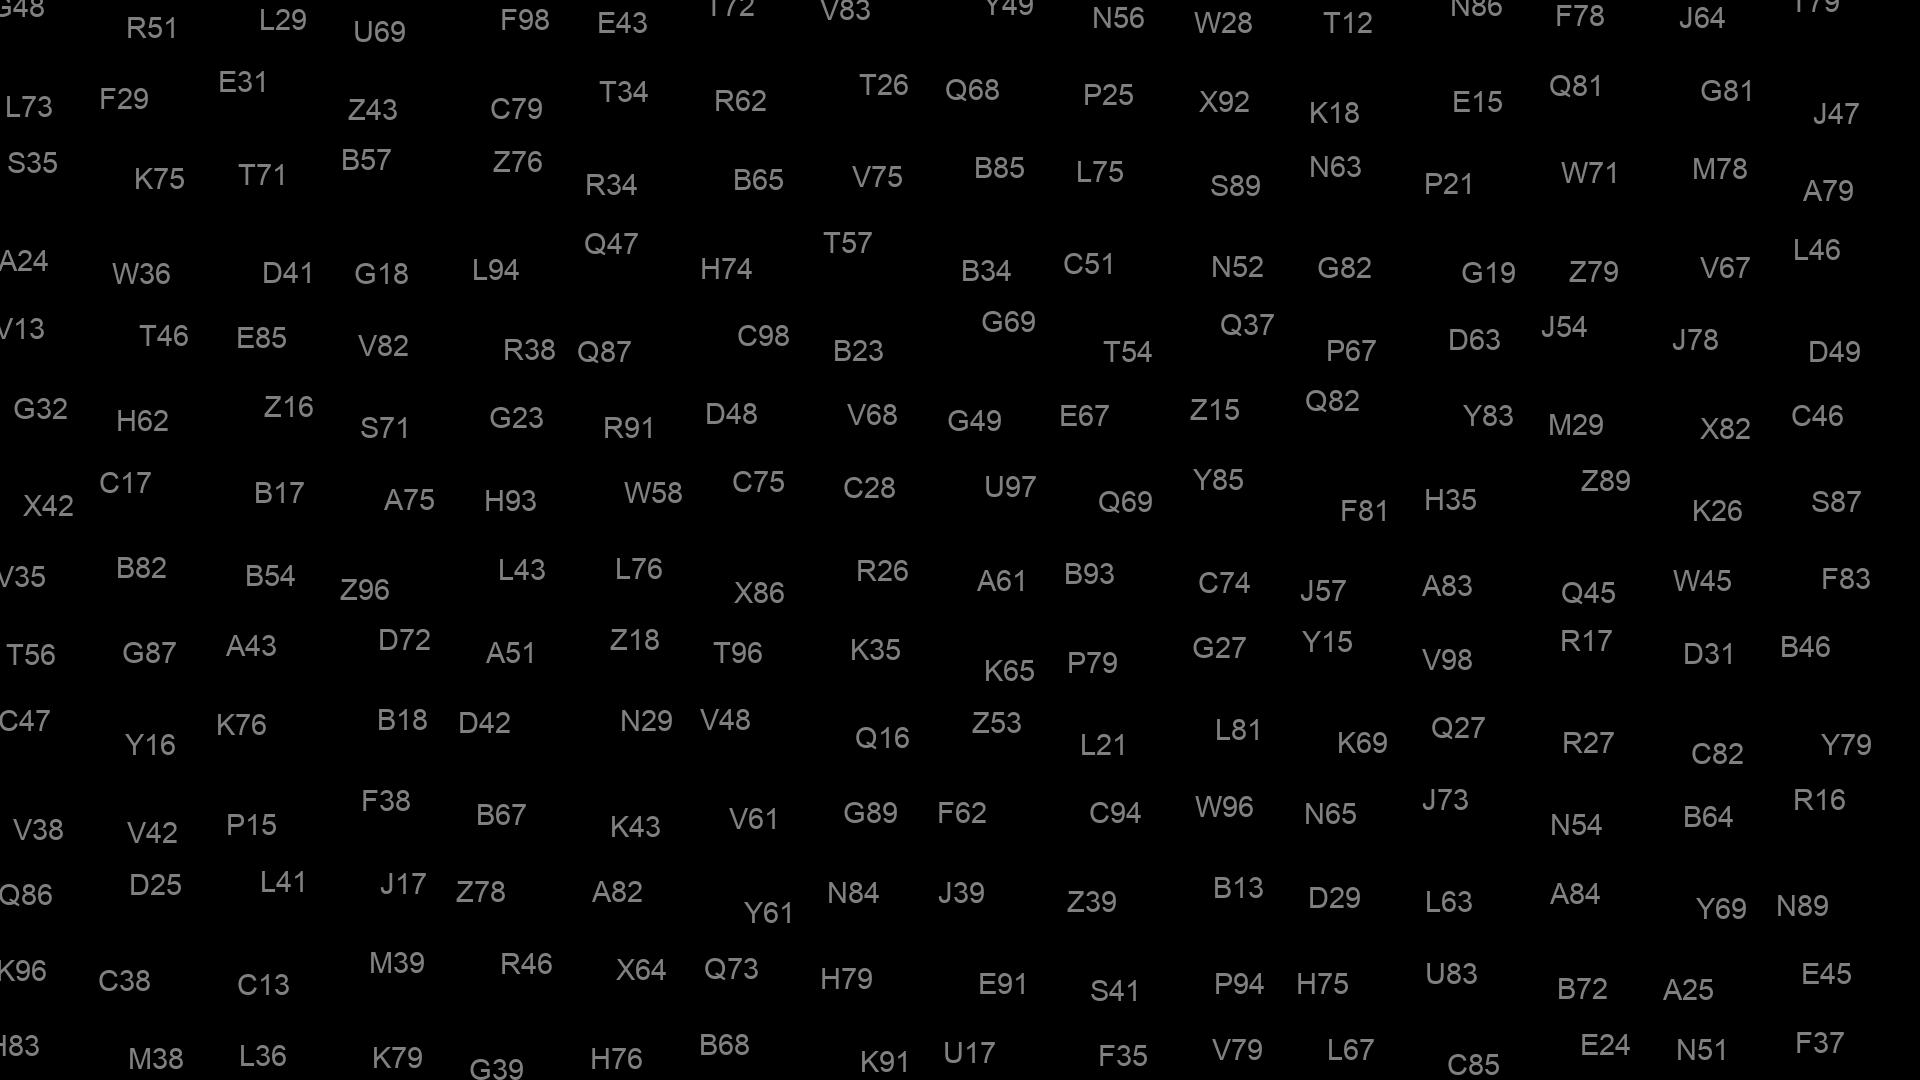 G48 R51 L29 U69 F98 E43 T72 V83 Y49 N56 W28 T12 N86 F78 J64
L73 F29 E31 Z43 C79 T34 R62 T26 Q68 P25 X92 K18 E15 Q81 G81 J47
S35 K75 T71 B57 Z76 R34 B65 V75 B85 L75 S89 N63 P21 W71 M78 A79
A24 W36 D41 G18 L94 Q47 H74 T57 B34 C51 N52 G82 G19 Z79 V67 L46
V13 T46 E85 V82 R38 Q87 C98 B23 G69 T54 Q37 P67 D63 J54 J78 D49
G32 H62 Z16 S71 G23 R91 D48 V68 G49 E67 Z15 Q82 Y83 M29 X82 C46
X42 C17 B17 A75 H93 W58 C75 C28 U97 Q69 Y85 F81 H35 Z89 K26 S87
V35 B82 B54 Z96 L43 L76 X86 R26 A61 B93 C74 J57 A83 Q45 W45 F83
T56 G87 A43 D72 A51 Z18 T96 K35 K65 P79 G27 Y15 V98 R17 D31 B46
C47 Y16 K76 B18 D42 N29 V48 Q16 Z53 L21 L81 K69 Q27 R27 C82 Y79
V38 V42 P15 F38 B67 K43 V61 G89 F62 C94 W96 N65 J73 N54 B64 R16
Q86 D25 L41 J17 Z78 A82 Y61 N84 J39 Z39 B13 D29 L63 A84 Y69 N89
K96 C38 C13 M39 R46 X64 Q73 H79 E91 S41 P94 H75 U83 B72 A25 E45
H83 M38 L36 K79 G39 H76 B68 K91 U17 F35 V79 L67 C85 E24 N51 F37